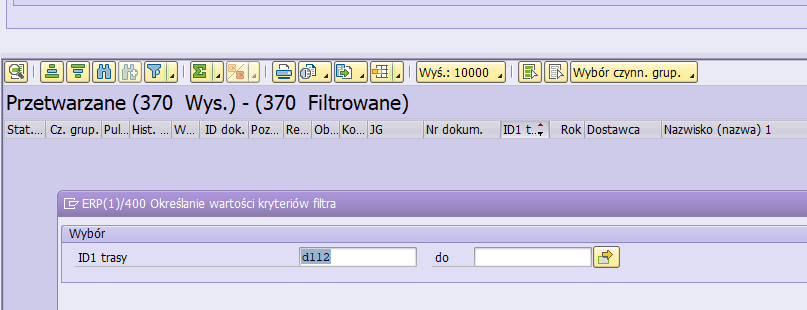 Wyś.: 10000 Wybór czynn. grup.
Przetwarzane (370 Wys.) - (370 Filtrowane)
Stat.... Cz. grup. Pul... Hist. ... W... ID dok. Poz... Re... Ob... Ko... JG Nr dokum. ID1 t... Rok Dostawca Nazwisko (nazwa) 1
ERP(1)/400 Określanie wartości kryteriów filtra
Wybór
ID1 trasy d112 do